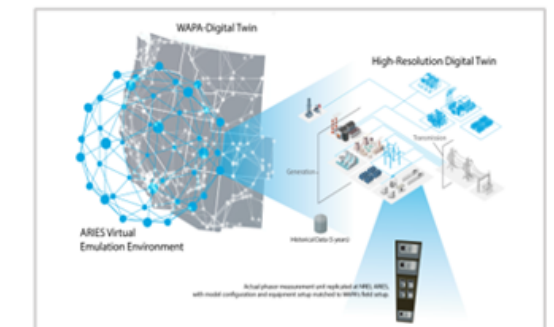 WAPA-Digital Twin
High-Resolution Digital Twin
Transmission
Generation
Historical Data (5 years)
ARIES Virtual
Emulation Environment
Actual phasor measurement unit replicated at NREL ARIES,
with model configuration and equipment setup matched to WAPA's field setup.